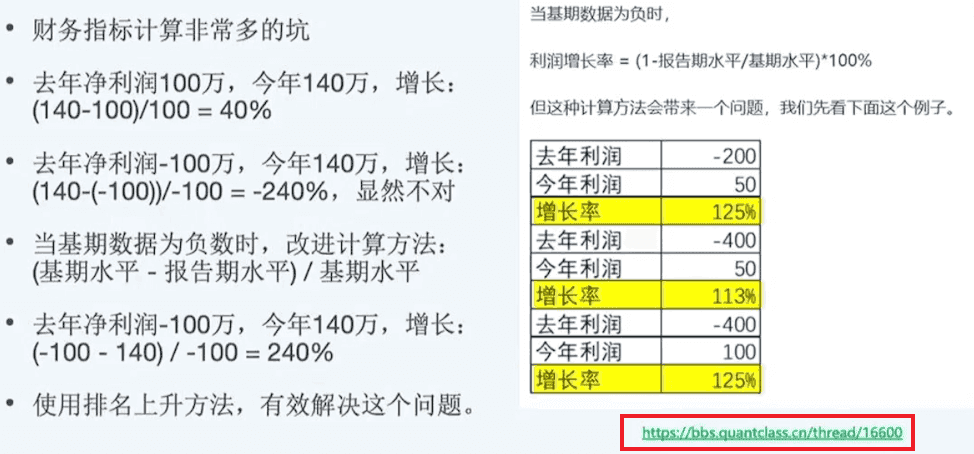 • 财务指标计算非常多的坑
• 去年净利润100万，今年140万，增长：
(140-100)/100 = 40%
• 去年净利润-100万，今年140万，增长：
(140-(-100))/-100 = -240%，显然不对
• 当基期数据为负数时，改进计算方法：
(基期水平 - 报告期水平) / 基期水平
• 去年净利润-100万，今年140万，增长：
(-100 - 140) / -100 = 240%
• 使用排名上升方法，有效解决这个问题。
当基期数据为负时，
利润增长率 = (1-报告期水平/基期水平)*100%
但这种计算方法会带来一个问题，我们先看下面这个例子。
去年利润 -200
今年利润 50
增长率 125%
去年利润 -400
今年利润 50
增长率 113%
去年利润 -400
今年利润 100
增长率 125%
https://bbs.quantclass.cn/thread/16600